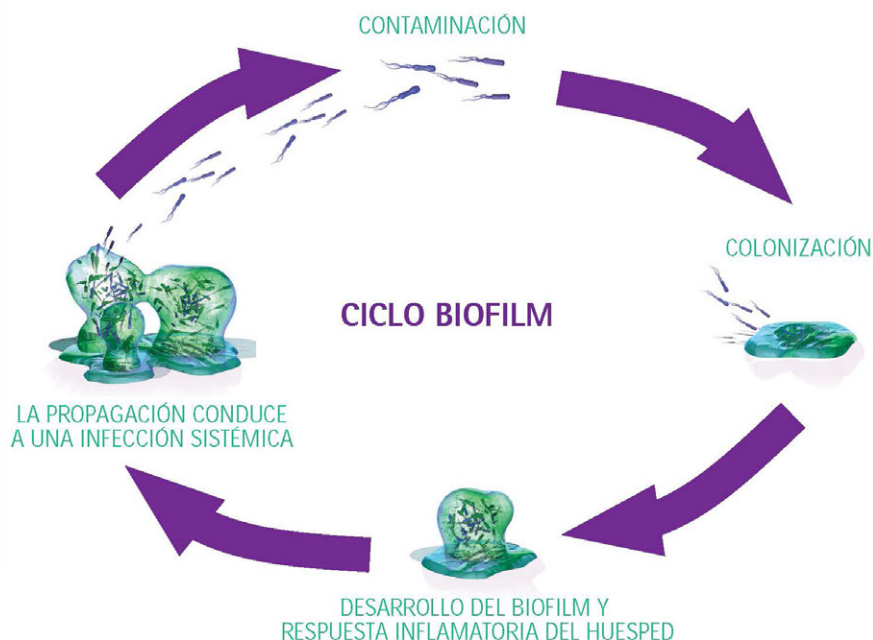 CONTAMINACIÓN
COLONIZACIÓN
CICLO BIOFILM
LA PROPAGACIÓN CONDUCE
A UNA INFECCIÓN SISTÉMICA
DESARROLLO DEL BIOFILM Y
RESPUESTA INFLAMATORIA DEL HUESPED